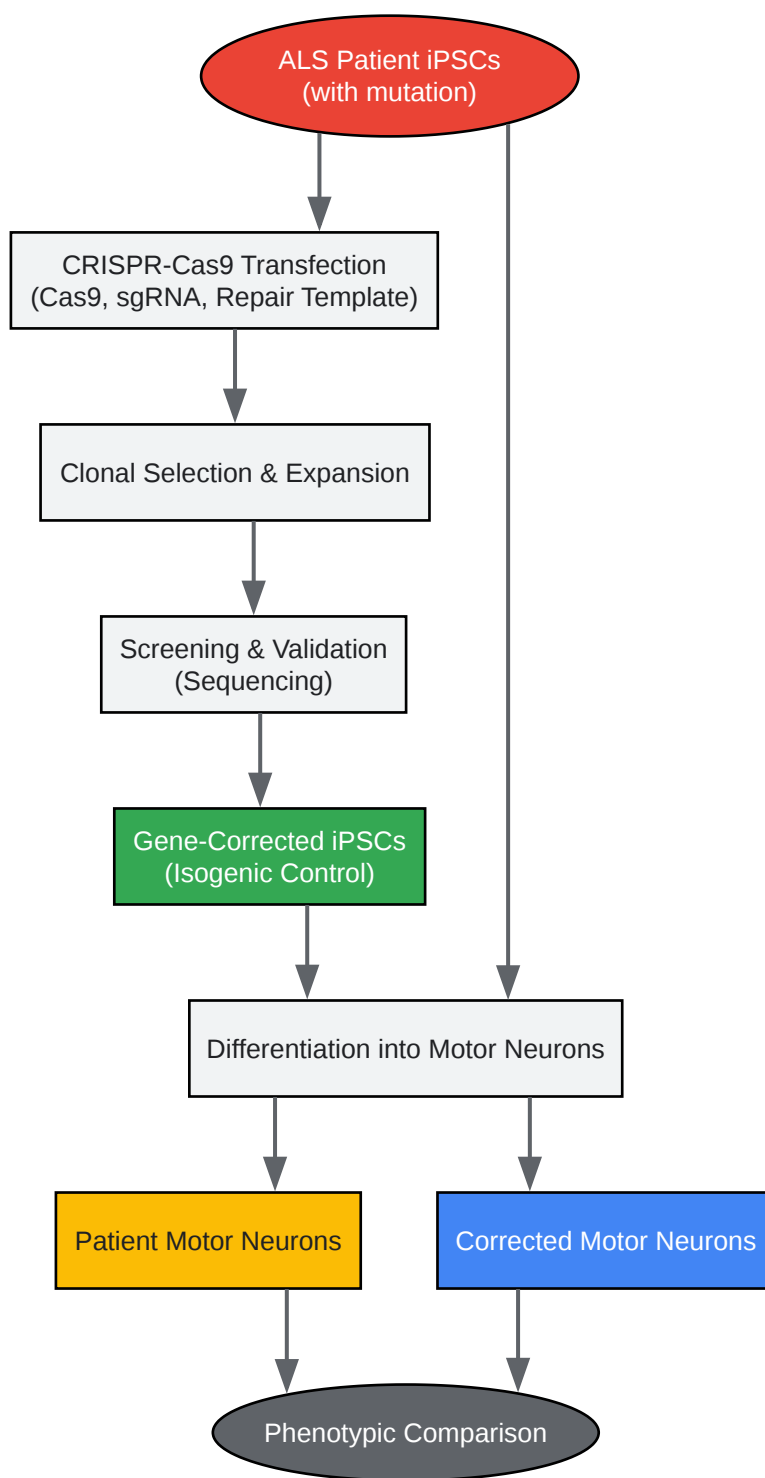 ALS Patient iPSCs
(with mutation)
CRISPR-Cas9 Transfection
(Cas9, sgRNA, Repair Template)
Clonal Selection & Expansion
Screening & Validation
(Sequencing)
Gene-Corrected iPSCs
(Isogenic Control)
Differentiation into Motor Neurons
Patient Motor Neurons
Corrected Motor Neurons
Phenotypic Comparison